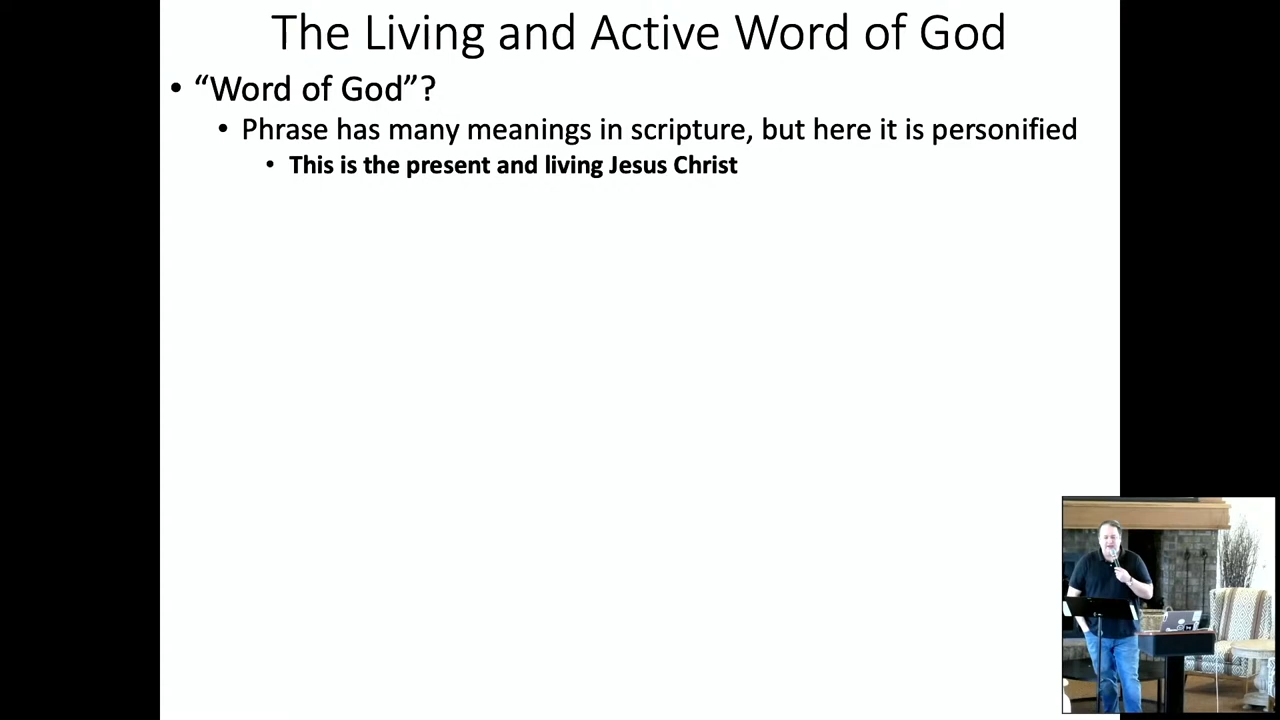 The Living and Active Word of God
• “Word of God”?
• Phrase has many meanings in scripture, but here it is personified
• This is the present and living Jesus Christ